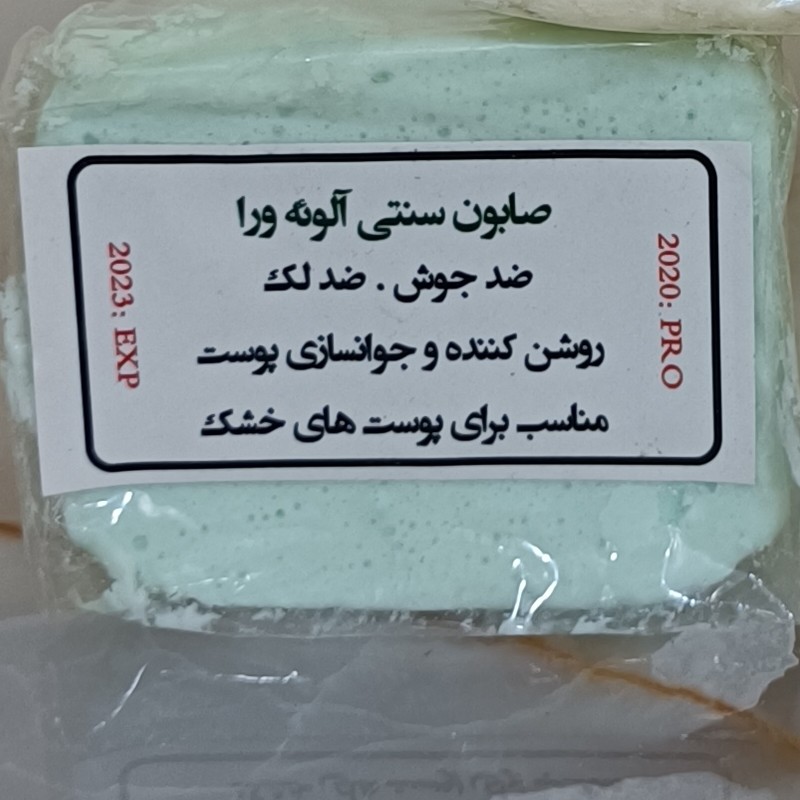 صابون سنتی آلوئه ورا
ضد جوش . ضد لک
روشن کننده و جوانسازی پوست
مناسب برای پوست های خشک
2020: PRO
2023: EXP